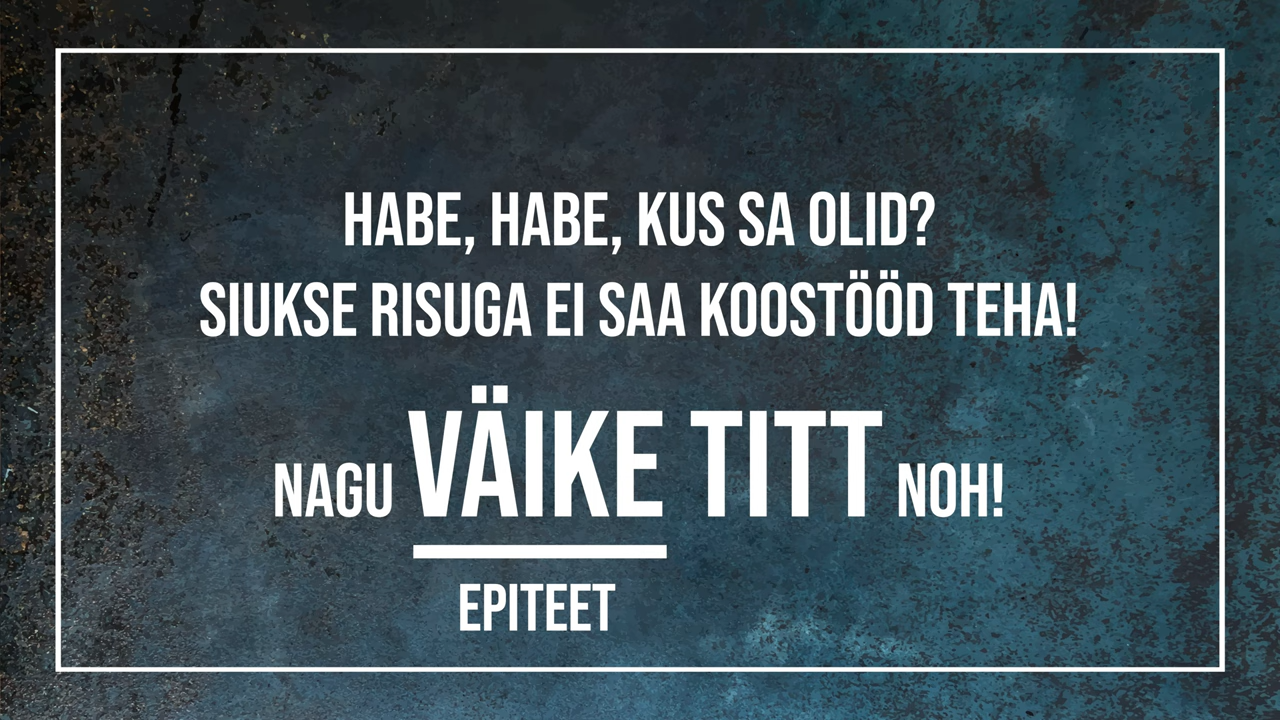 HABE, HABE, KUS SA OLID?
SIUKSE RISUGA EI SAA KOOSTÖÖD TEHA!
NAGU VÄIKE TITT NOH!
EPITEET